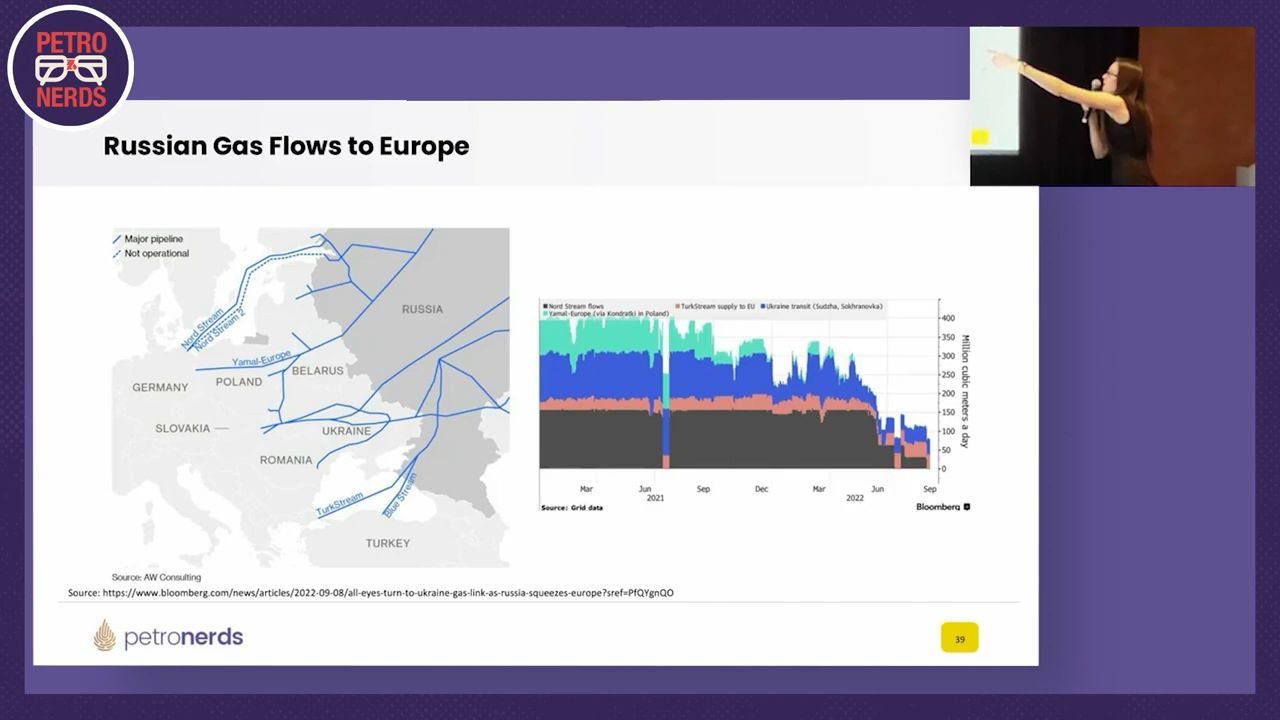 PETRO
NERDS
Russian Gas Flows to Europe
Major pipeline
Not operational
Nord Stream
Nord Stream 2
Yamal-Europe
RUSSIA
BELARUS
GERMANY
POLAND
SLOVAKIA
UKRAINE
ROMANIA
TurkStream
Blue Stream
TURKEY
Source: AW Consulting
Nord Stream flows TurkStream supply to EU Ukraine transit (Sudzha, Sokhranovka)
Yamal-Europe (via Kondratki in Poland)
400
350
300
250
200
150
100
50
0
Million cubic meters a day
Mar Jun Sep Dec Mar Jun Sep
2021 2022
Source: Grid data
Bloomberg
Source: https://www.bloomberg.com/news/articles/2022-09-08/all-eyes-turn-to-ukraine-gas-link-as-russia-squeezes-europe?sref=PfQYgnQO
petronerds
39